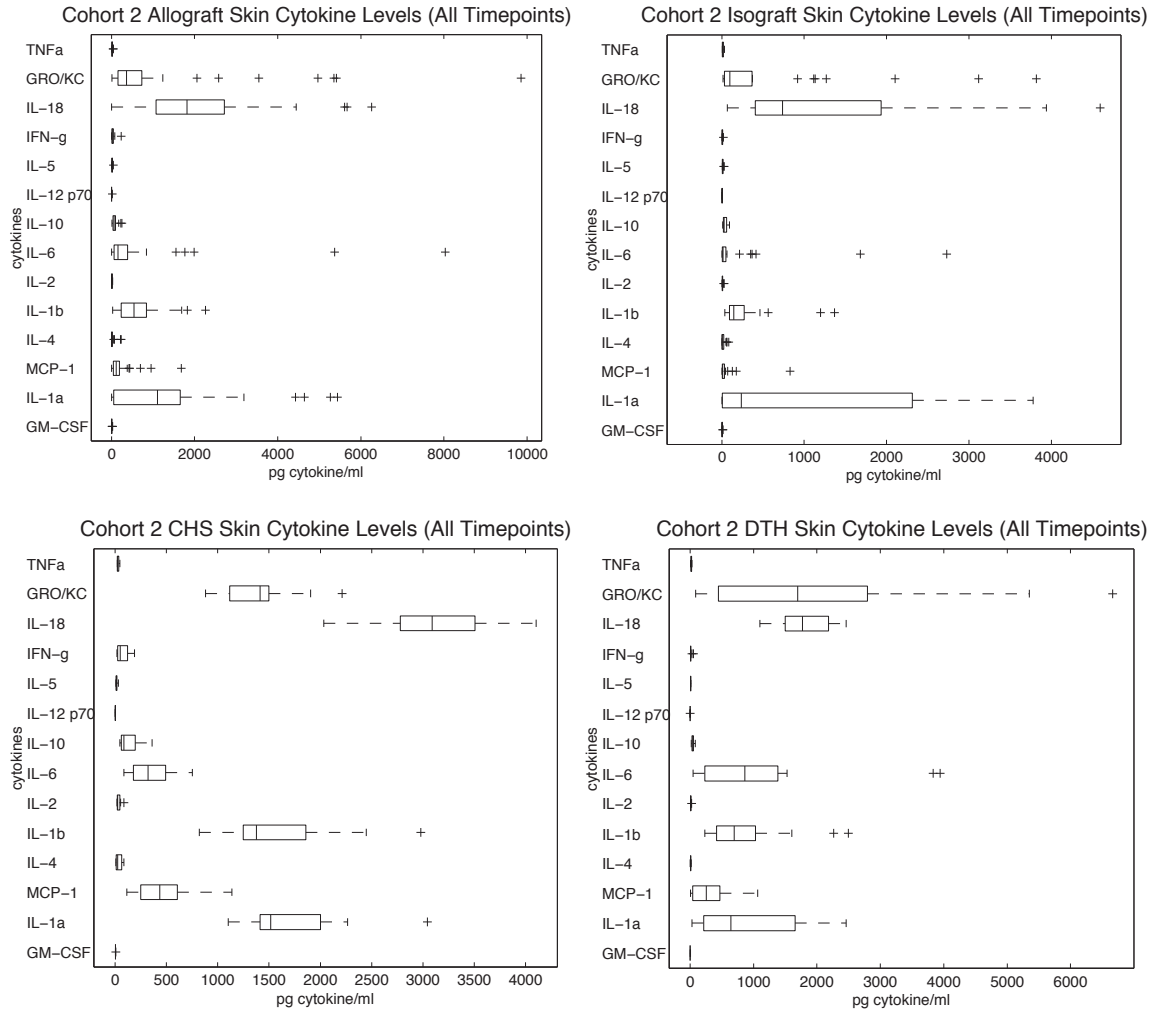 Cohort 2 Allograft Skin Cytokine Levels (All Timepoints)
TNFa
GRO/KC
IL−18
IFN−g
IL−5
IL−12 p70
IL−10
IL−6
IL−2
IL−1b
IL−4
MCP−1
IL−1a
GM−CSF
cytokines
0 2000 4000 6000 8000 10000
pg cytokine/ml
Cohort 2 Isograft Skin Cytokine Levels (All Timepoints)
TNFa
GRO/KC
IL−18
IFN−g
IL−5
IL−12 p70
IL−10
IL−6
IL−2
IL−1b
IL−4
MCP−1
IL−1a
GM−CSF
cytokines
0 1000 2000 3000 4000
pg cytokine/ml
Cohort 2 CHS Skin Cytokine Levels (All Timepoints)
TNFa
GRO/KC
IL−18
IFN−g
IL−5
IL−12 p70
IL−10
IL−6
IL−2
IL−1b
IL−4
MCP−1
IL−1a
GM−CSF
cytokines
0 500 1000 1500 2000 2500 3000 3500 4000
pg cytokine/ml
Cohort 2 DTH Skin Cytokine Levels (All Timepoints)
TNFa
GRO/KC
IL−18
IFN−g
IL−5
IL−12 p70
IL−10
IL−6
IL−2
IL−1b
IL−4
MCP−1
IL−1a
GM−CSF
cytokines
0 1000 2000 3000 4000 5000 6000
pg cytokine/ml